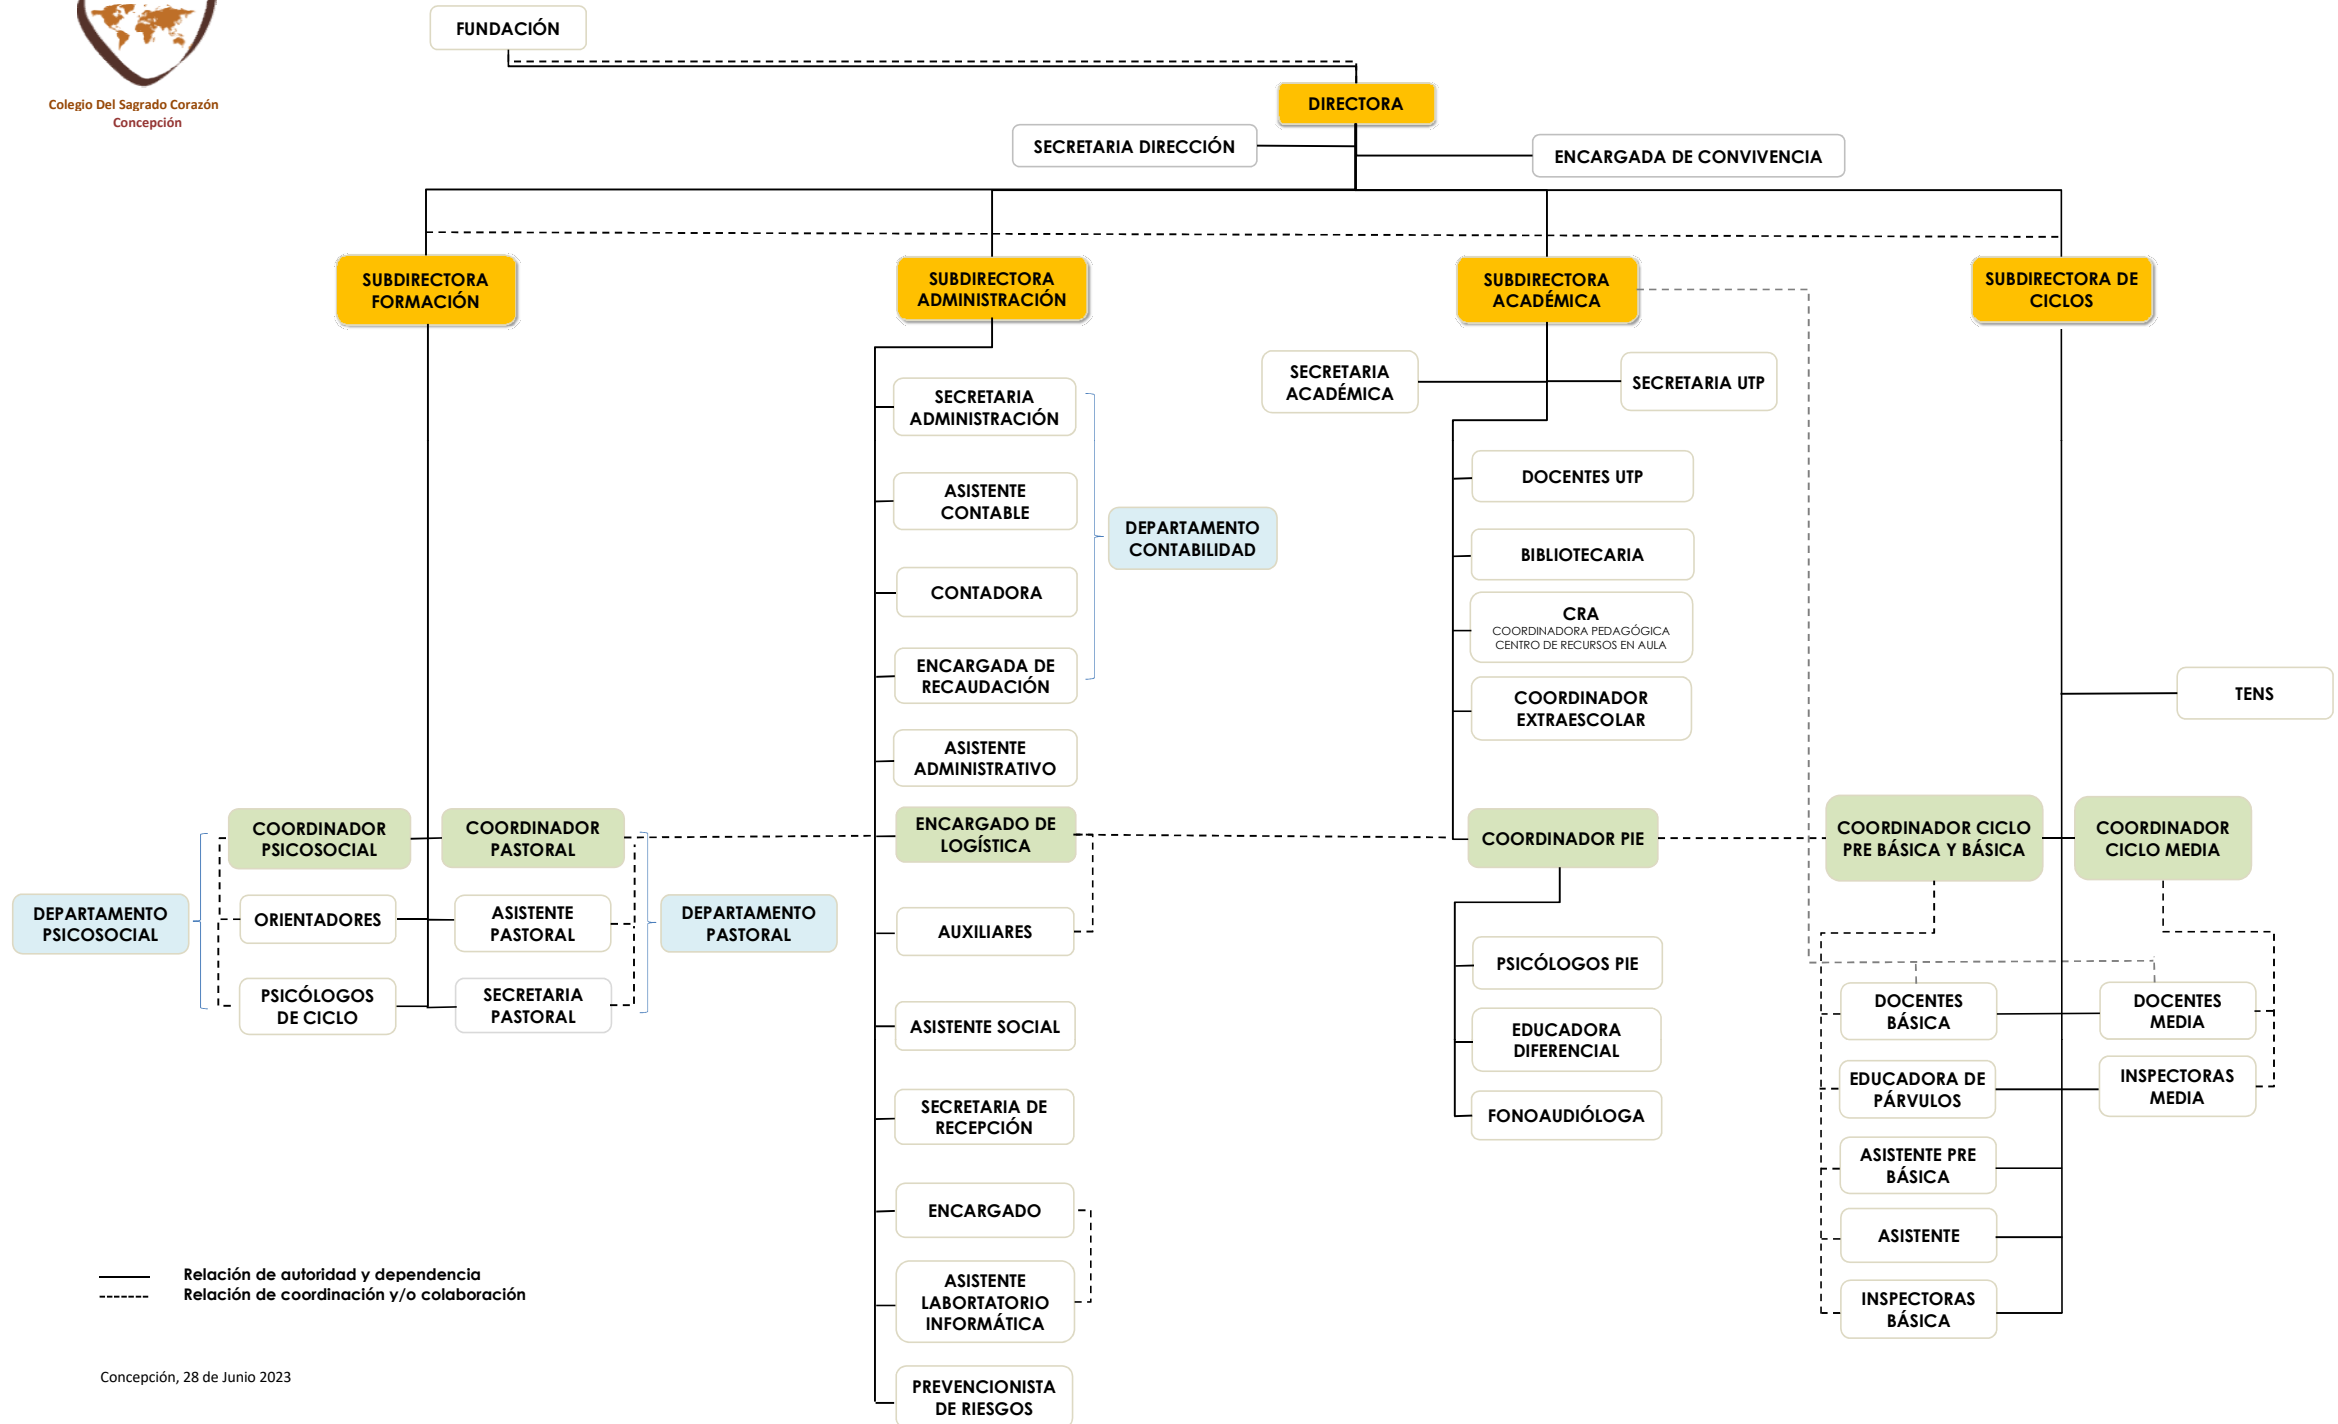 FUNDACIÓN
Colegio Del Sagrado Corazón
Concepción
DIRECTORA
SECRETARIA DIRECCIÓN
ENCARGADA DE CONVIVENCIA
SUBDIRECTORA
FORMACIÓN
SUBDIRECTORA
ADMINISTRACIÓN
SUBDIRECTORA
ACADÉMICA
SUBDIRECTORA DE
CICLOS
SECRETARIA
ADMINISTRACIÓN
ASISTENTE
CONTABLE
CONTADORA
ENCARGADA DE
RECAUDACIÓN
DEPARTAMENTO
CONTABILIDAD
ASISTENTE
ADMINISTRATIVO
SECRETARIA
ACADÉMICA
SECRETARIA UTP
DOCENTES UTP
BIBLIOTECARIA
CRA
COORDINADORA PEDAGÓGICA
CENTRO DE RECURSOS EN AULA
COORDINADOR
EXTRAESCOLAR
TENS
COORDINADOR
PSICOSOCIAL
COORDINADOR
PASTORAL
ENCARGADO DE
LOGÍSTICA
COORDINADOR PIE
COORDINADOR CICLO
PRE BÁSICA Y BÁSICA
COORDINADOR
CICLO MEDIA
DEPARTAMENTO
PSICOSOCIAL
ORIENTADORES
ASISTENTE
PASTORAL
DEPARTAMENTO
PASTORAL
PSICÓLOGOS
DE CICLO
SECRETARIA
PASTORAL
AUXILIARES
ASISTENTE SOCIAL
SECRETARIA DE
RECEPCIÓN
ENCARGADO
ASISTENTE
LABORTATORIO
INFORMÁTICA
PREVENCIONISTA
DE RIESGOS
PSICÓLOGOS PIE
EDUCADORA
DIFERENCIAL
FONOAUDIÓLOGA
DOCENTES
BÁSICA
DOCENTES
MEDIA
EDUCADORA DE
PÁRVULOS
INSPECTORAS
MEDIA
ASISTENTE PRE
BÁSICA
ASISTENTE
INSPECTORAS
BÁSICA
Relación de autoridad y dependencia
Relación de coordinación y/o colaboración
Concepción, 28 de Junio 2023